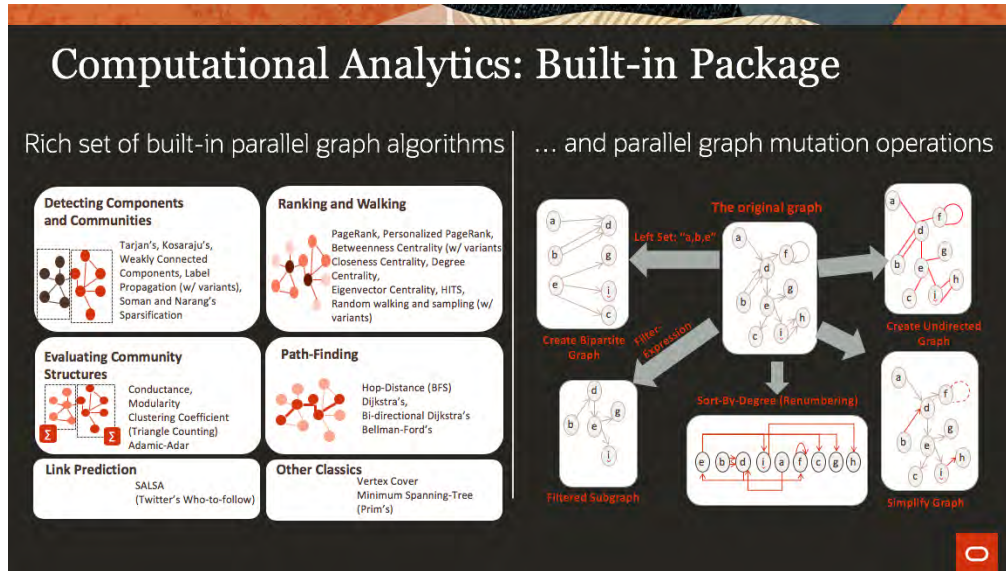 Computational Analytics: Built-in Package
Rich set of built-in parallel graph algorithms
Detecting Components
and Communities
Tarjan's, Kosaraju's,
Weakly Connected
Components, Label
Propagation (w/ variants),
Soman and Narang's
Sparsification
Ranking and Walking
PageRank, Personalized PageRank,
Betweenness Centrality (w/ variants
Closeness Centrality, Degree
Centrality,
Eigenvector Centrality, HITS,
Random walking and sampling (w/
variants)
Evaluating Community
Structures
Σ
Σ
Conductance,
Modularity
Clustering Coefficient
(Triangle Counting)
Adamic-Adar
Path-Finding
Hop-Distance (BFS)
Dijkstra's,
Bi-directional Dijkstra's
Bellman-Ford's
Link Prediction
SALSA
(Twitter's Who-to-follow)
Other Classics
Vertex Cover
Minimum Spanning-Tree
(Prim's)
... and parallel graph mutation operations
a
d
b
g
e
i
c
Create Bipartite
Graph
Left Set: "a,b,e"
The original graph
a
f
d
b
g
e
h
c
i
a
d
f
b
e
g
h
c
i
Create Undirected
Graph
Filter-
Expression
d
g
b
e
i
Filtered Subgraph
Sort-By-Degree (Renumbering)
e b d i a f c g h
a
f
d
b
g
e
c
i
h
Simplify Graph